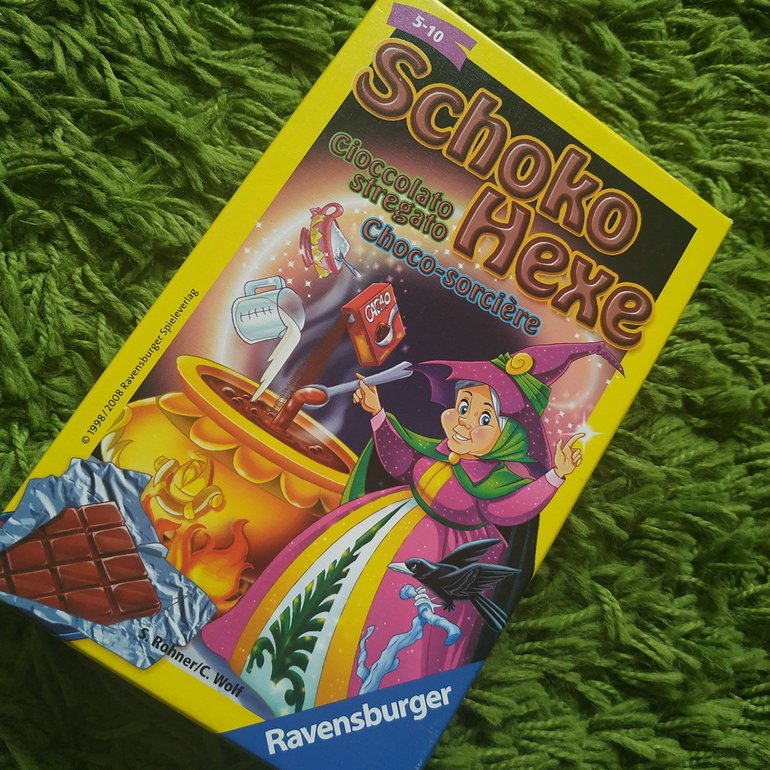 5-10
Schoko
Hexe
Cioccolato
stregato
Choco-sorcière
CACAO
© 1998/2008 Ravensburger Spieleverlag
S. Rohner/C. Wolf
Ravensburger